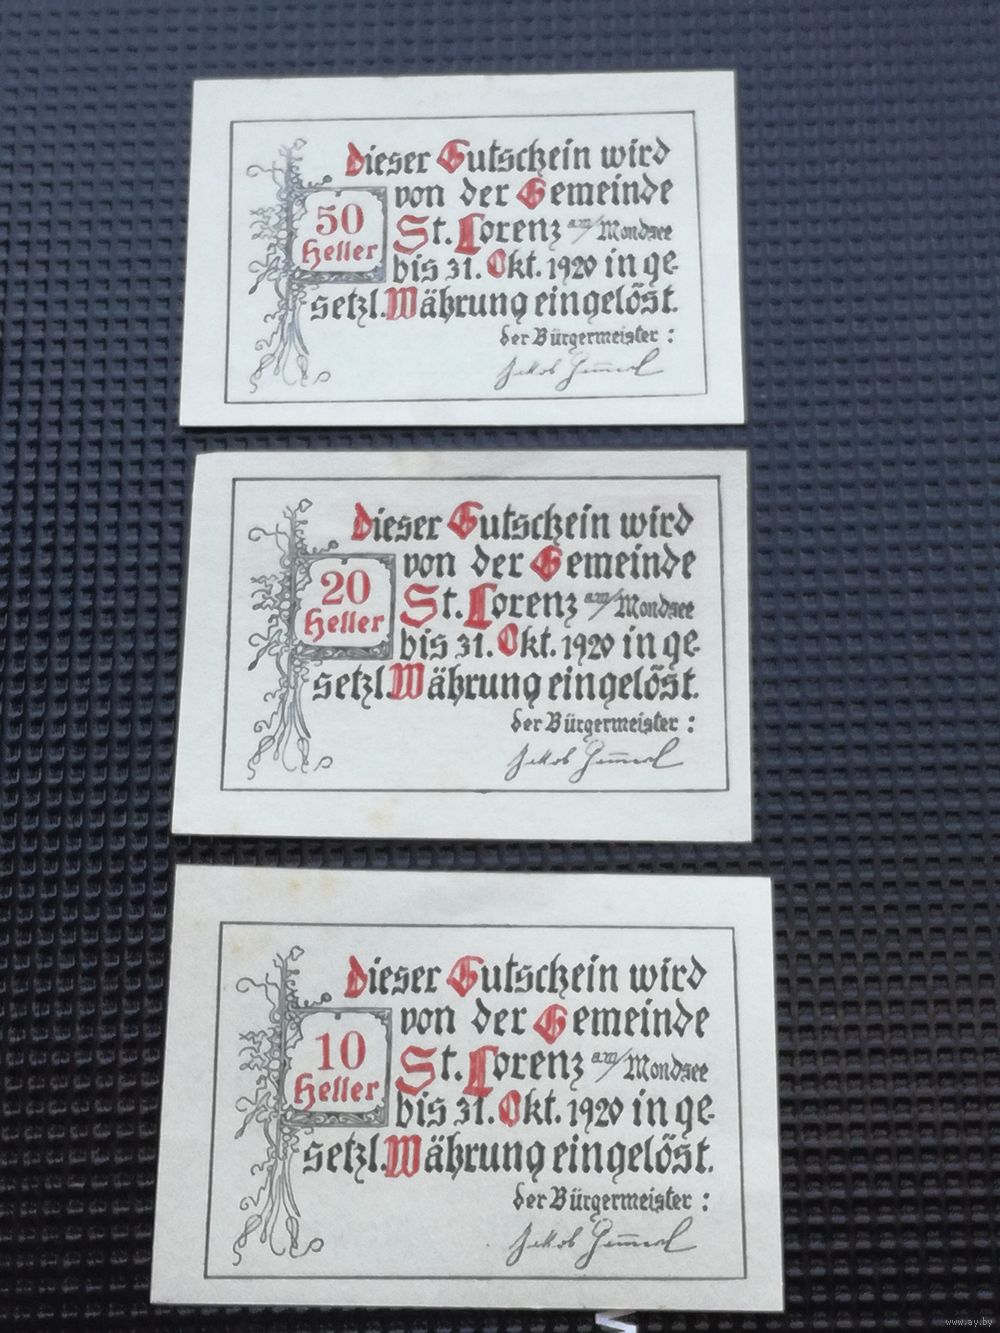 50
Heller
Dieser Gutschein wird
von der Gemeinde
St. Lorenz am/Mondsee
bis 31. Okt. 1920 in ge-
setzl. Währung eingelöst.
der Bürgermeister :
20
Heller
Dieser Gutschein wird
von der Gemeinde
St. Lorenz am/Mondsee
bis 31. Okt. 1920 in ge-
setzl. Währung eingelöst.
der Bürgermeister :
10
Heller
Dieser Gutschein wird
von der Gemeinde
St. Lorenz am/Mondsee
bis 31. Okt. 1920 in ge-
setzl. Währung eingelöst.
der Bürgermeister :
www.ay.by